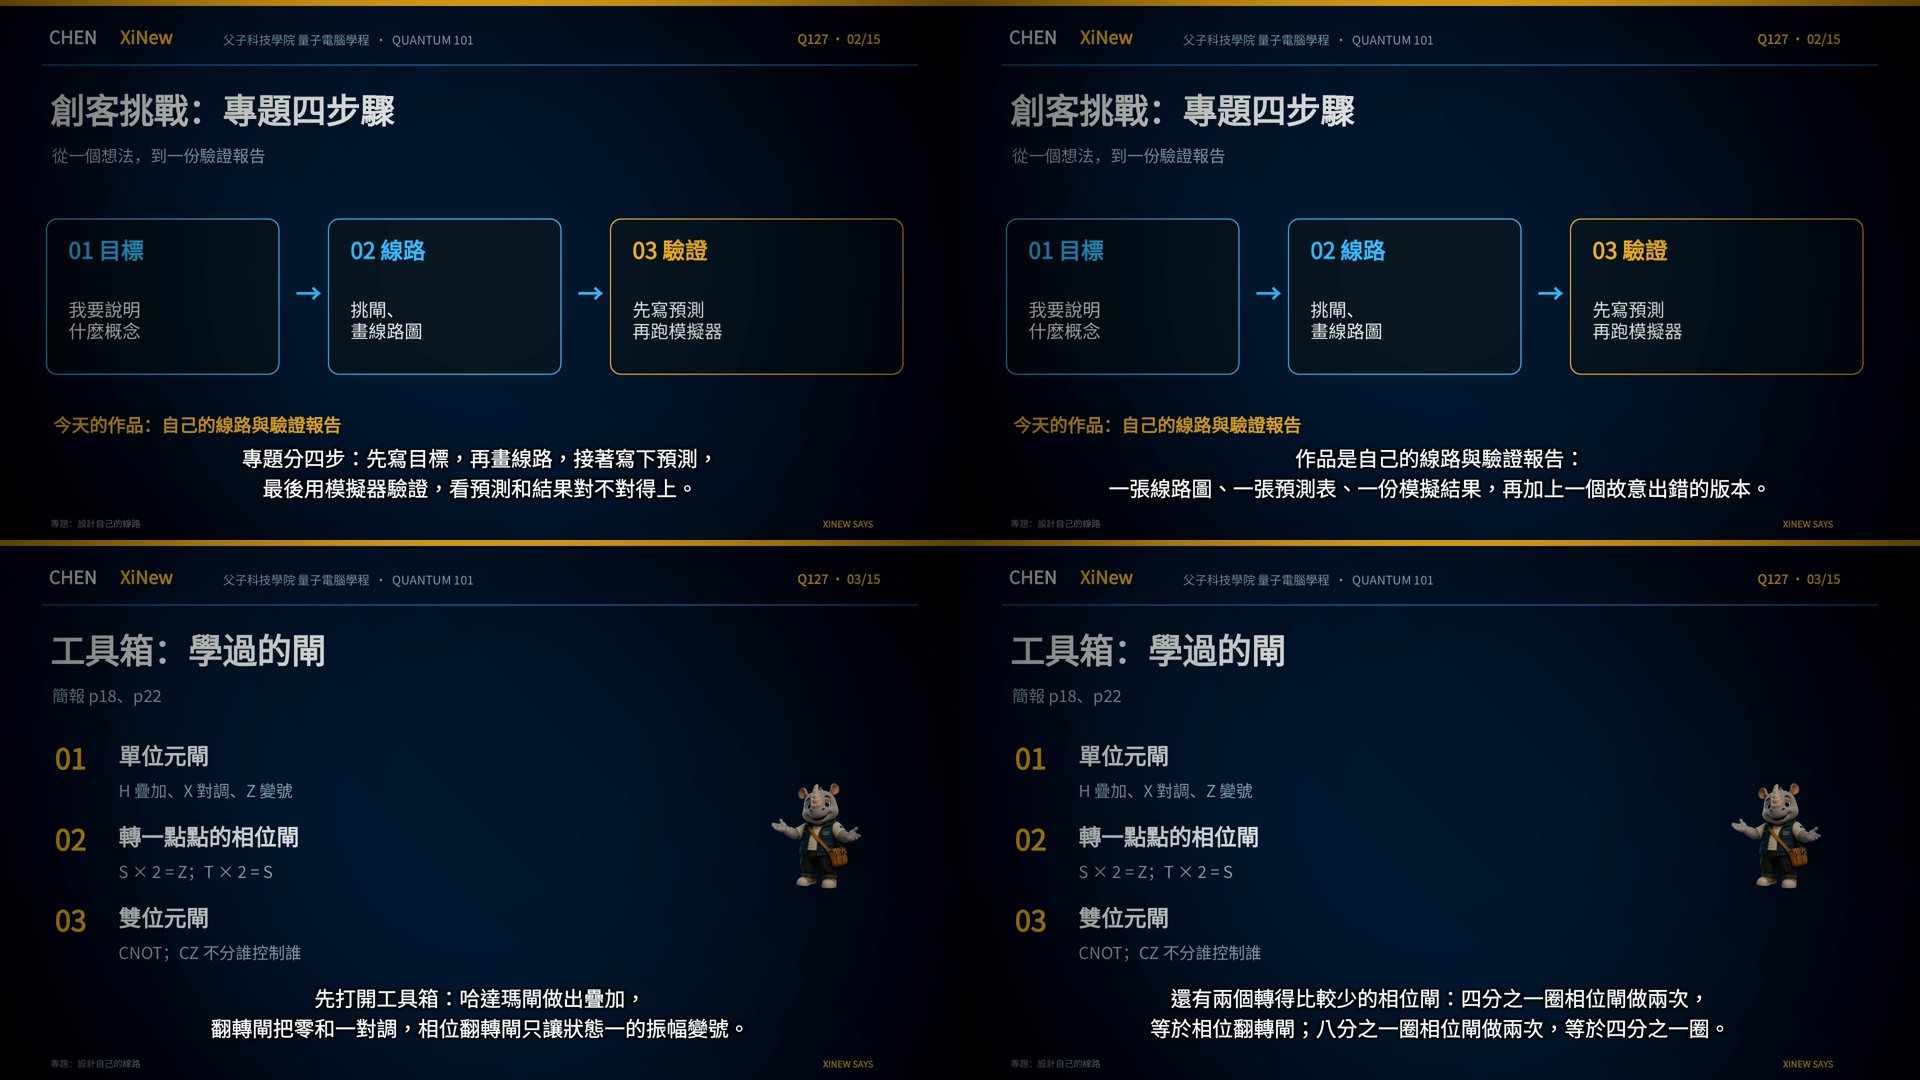 CHEN XiNew 父子科技學院 量子電腦學程 · QUANTUM 101 Q127 · 02/15
創客挑戰：專題四步驟
從一個想法，到一份驗證報告
01 目標
我要說明
什麼概念
→
02 線路
挑閘、
畫線路圖
→
03 驗證
先寫預測
再跑模擬器
今天的作品：自己的線路與驗證報告
專題分四步：先寫目標，再畫線路，接著寫下預測，
最後用模擬器驗證，看預測和結果對不對得上。
專題：設計自己的線路 XINEW SAYS
CHEN XiNew 父子科技學院 量子電腦學程 · QUANTUM 101 Q127 · 02/15
創客挑戰：專題四步驟
從一個想法，到一份驗證報告
01 目標
我要說明
什麼概念
→
02 線路
挑閘、
畫線路圖
→
03 驗證
先寫預測
再跑模擬器
今天的作品：自己的線路與驗證報告
作品是自己的線路與驗證報告：
一張線路圖、一張預測表、一份模擬結果，再加上一個故意出錯的版本。
專題：設計自己的線路 XINEW SAYS
CHEN XiNew 父子科技學院 量子電腦學程 · QUANTUM 101 Q127 · 03/15
工具箱：學過的閘
簡報 p18、p22
01 單位元閘
H 疊加、X 對調、Z 變號
02 轉一點點的相位閘
S × 2 = Z；T × 2 = S
03 雙位元閘
CNOT；CZ 不分誰控制誰
先打開工具箱：哈達瑪閘做出疊加，
翻轉閘把零和一對調，相位翻轉閘只讓狀態一的振幅變號。
專題：設計自己的線路 XINEW SAYS
CHEN XiNew 父子科技學院 量子電腦學程 · QUANTUM 101 Q127 · 03/15
工具箱：學過的閘
簡報 p18、p22
01 單位元閘
H 疊加、X 對調、Z 變號
02 轉一點點的相位閘
S × 2 = Z；T × 2 = S
03 雙位元閘
CNOT；CZ 不分誰控制誰
還有兩個轉得比較少的相位閘：四分之一圈相位閘做兩次，
等於相位翻轉閘；八分之一圈相位閘做兩次，等於四分之一圈。
專題：設計自己的線路 XINEW SAYS